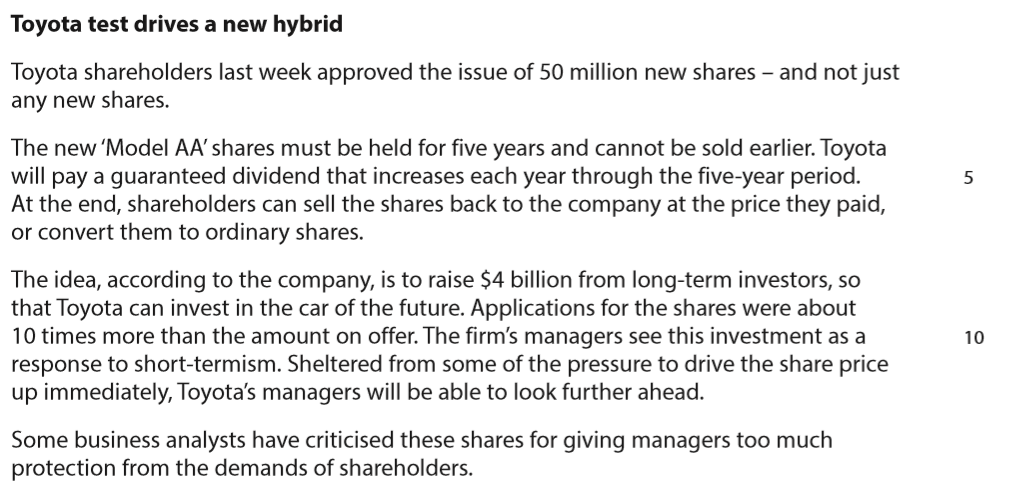 Toyota test drives a new hybrid
Toyota shareholders last week approved the issue of 50 million new shares – and not just
any new shares.
The new ‘Model AA’ shares must be held for five years and cannot be sold earlier. Toyota
will pay a guaranteed dividend that increases each year through the five-year period. 5
At the end, shareholders can sell the shares back to the company at the price they paid,
or convert them to ordinary shares.
The idea, according to the company, is to raise $4 billion from long-term investors, so
that Toyota can invest in the car of the future. Applications for the shares were about
10 times more than the amount on offer. The firm’s managers see this investment as a 10
response to short-termism. Sheltered from some of the pressure to drive the share price
up immediately, Toyota’s managers will be able to look further ahead.
Some business analysts have criticised these shares for giving managers too much
protection from the demands of shareholders.